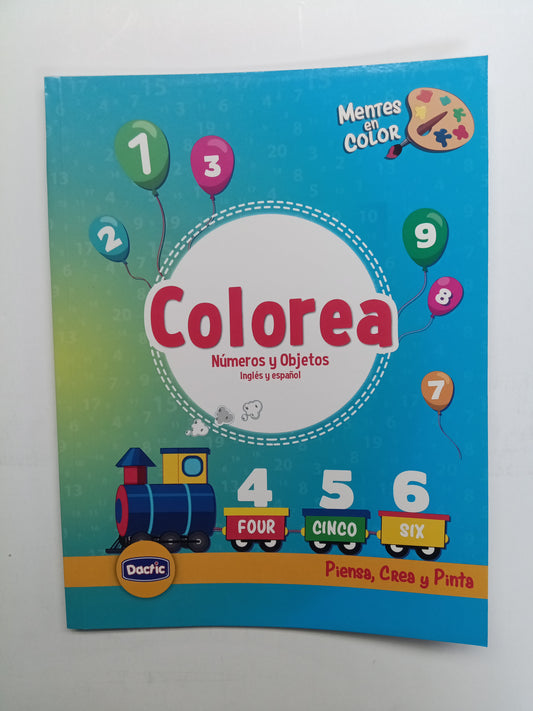 Mentes
en
Color
1
3
2
9
8
7
Colorea
Números y Objetos
Inglés y español
4 5 6
FOUR CINCO SIX
Dactic
Piensa, Crea y Pinta